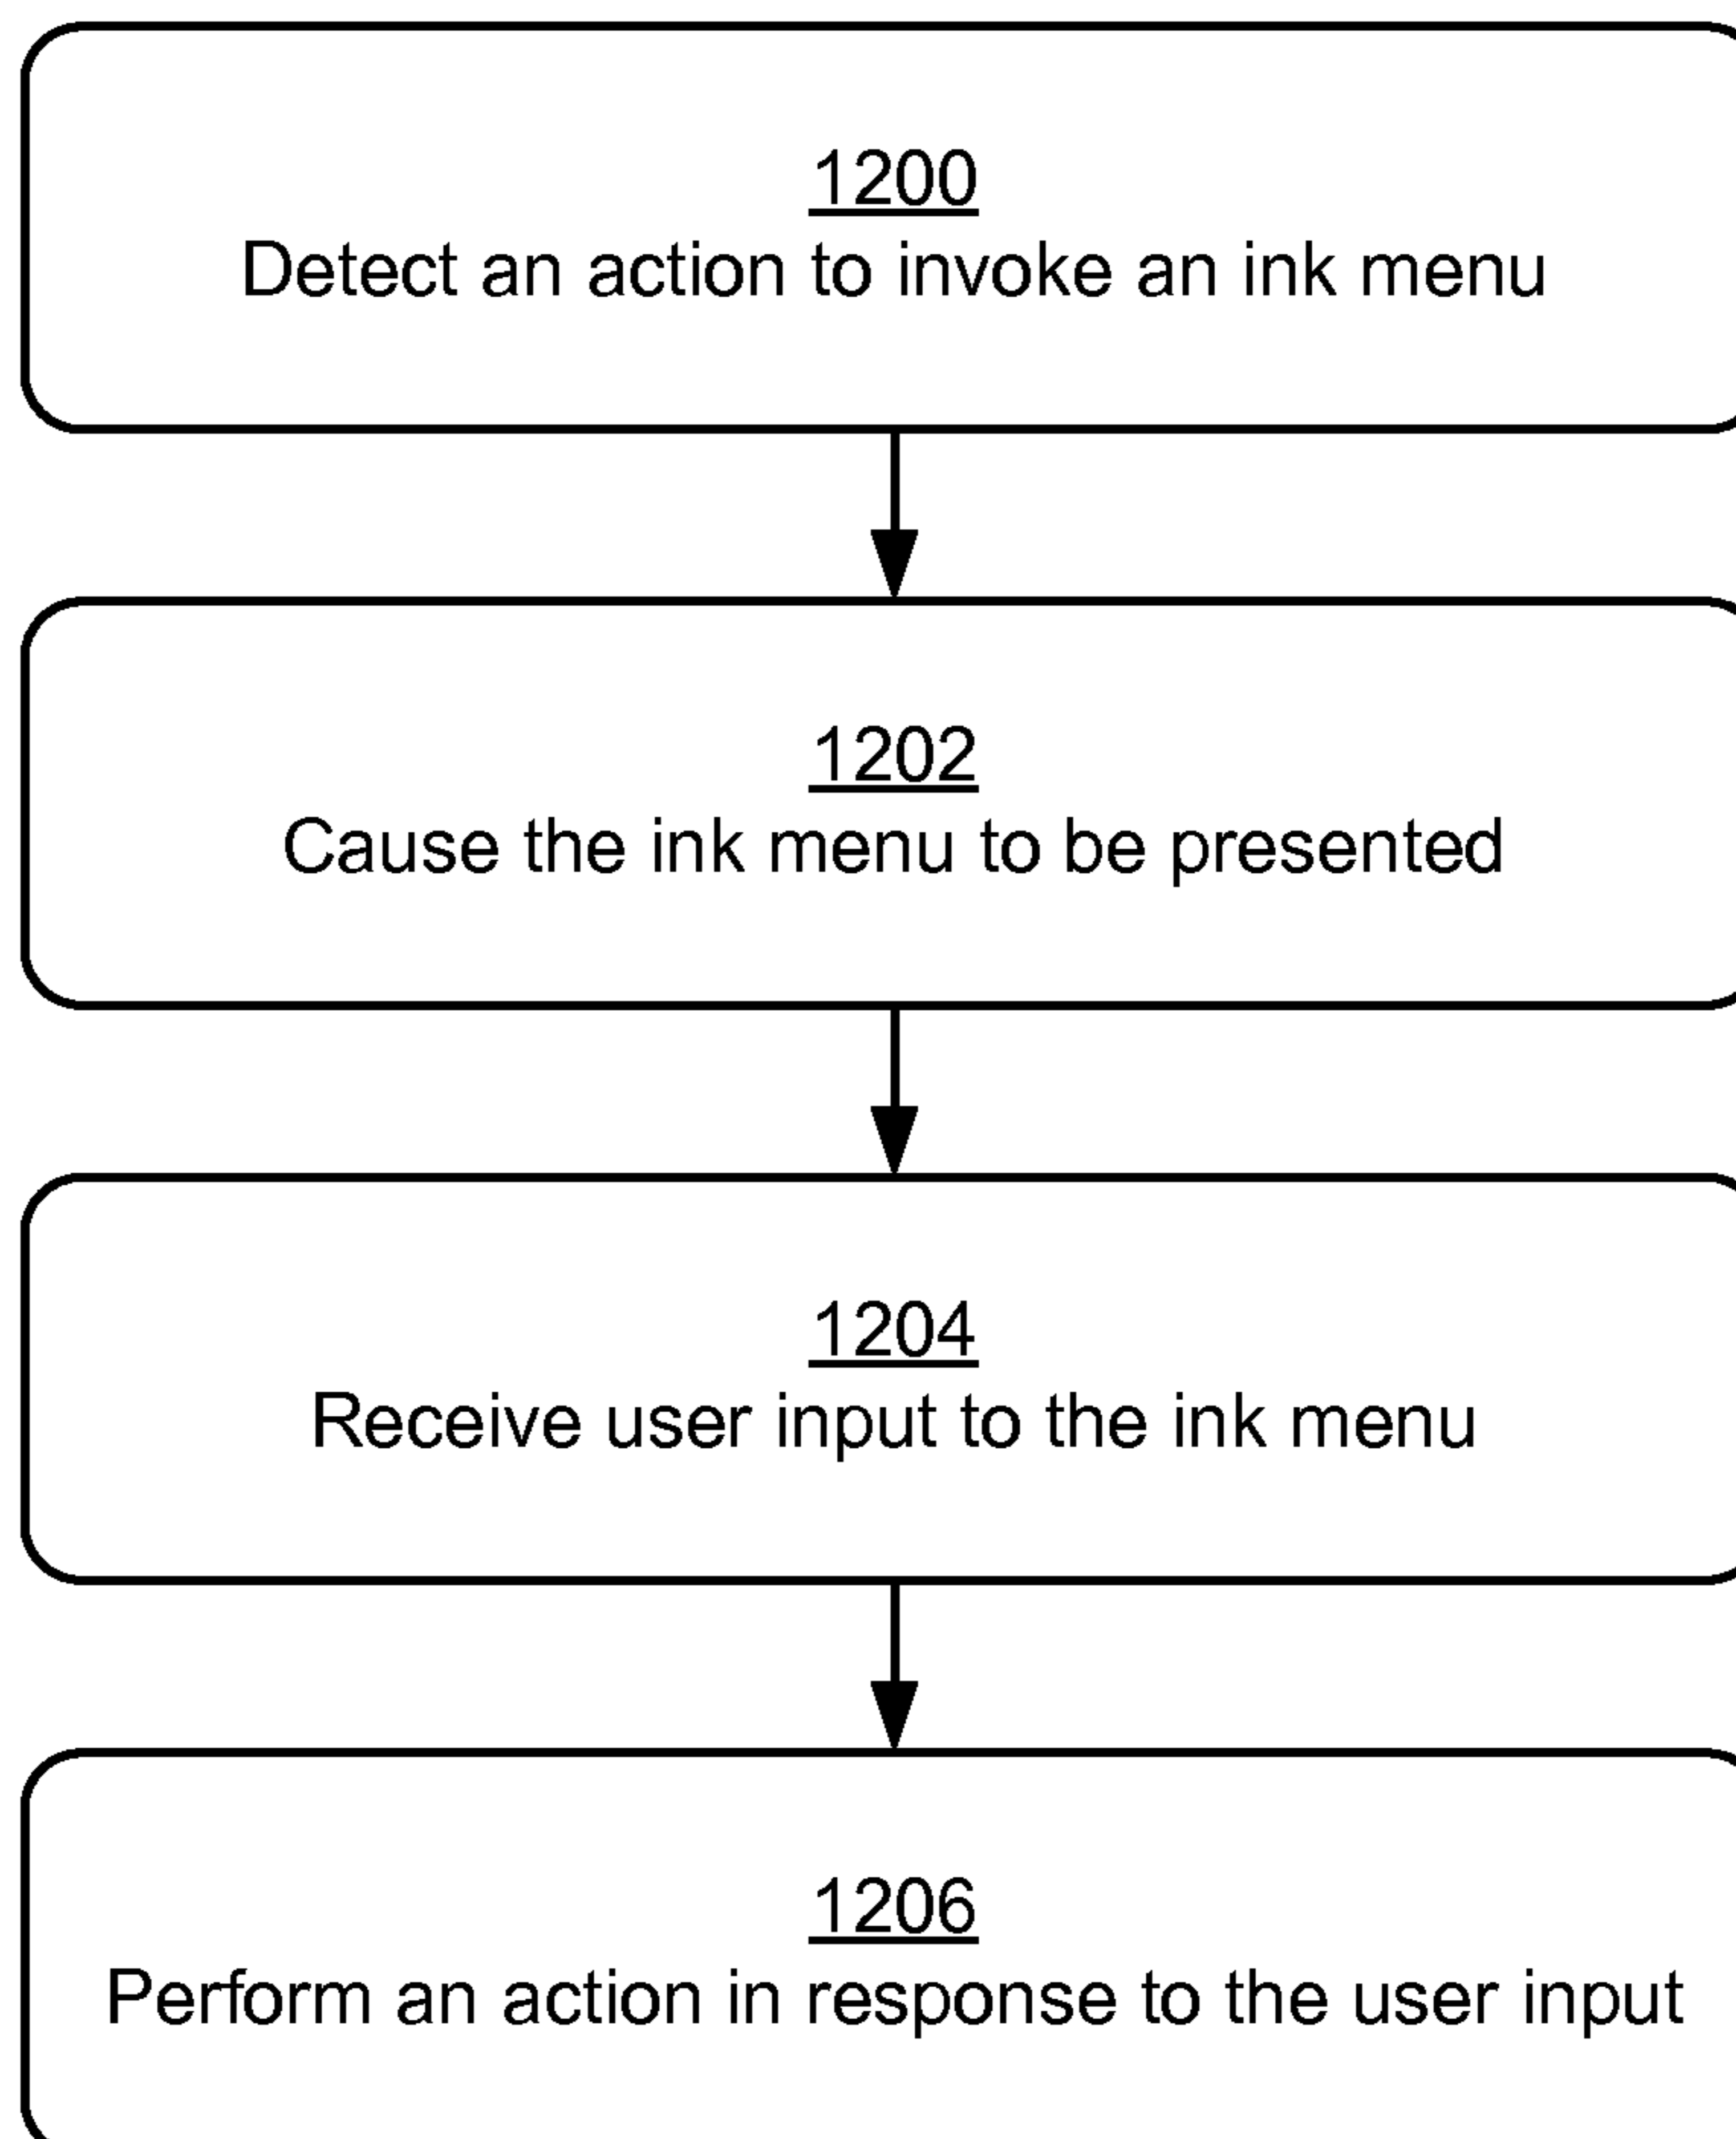 1200
Detect an action to invoke an ink menu
1202
Cause the ink menu to be presented
1204
Receive user input to the ink menu
1206
Perform an action in response to the user input